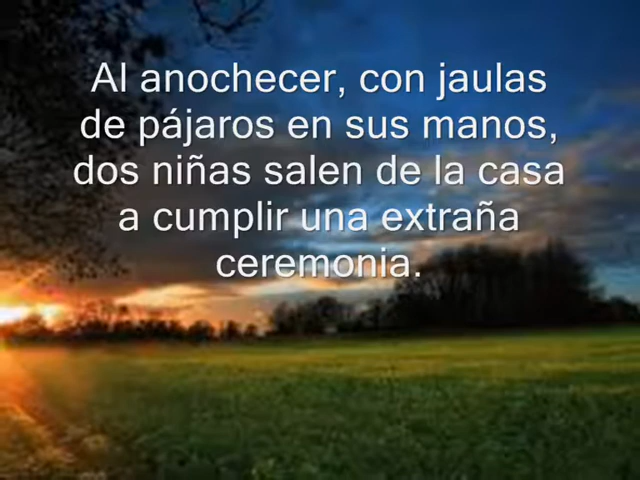 Al anochecer, con jaulas
de pájaros en sus manos,
dos niñas salen de la casa
a cumplir una extraña
ceremonia.